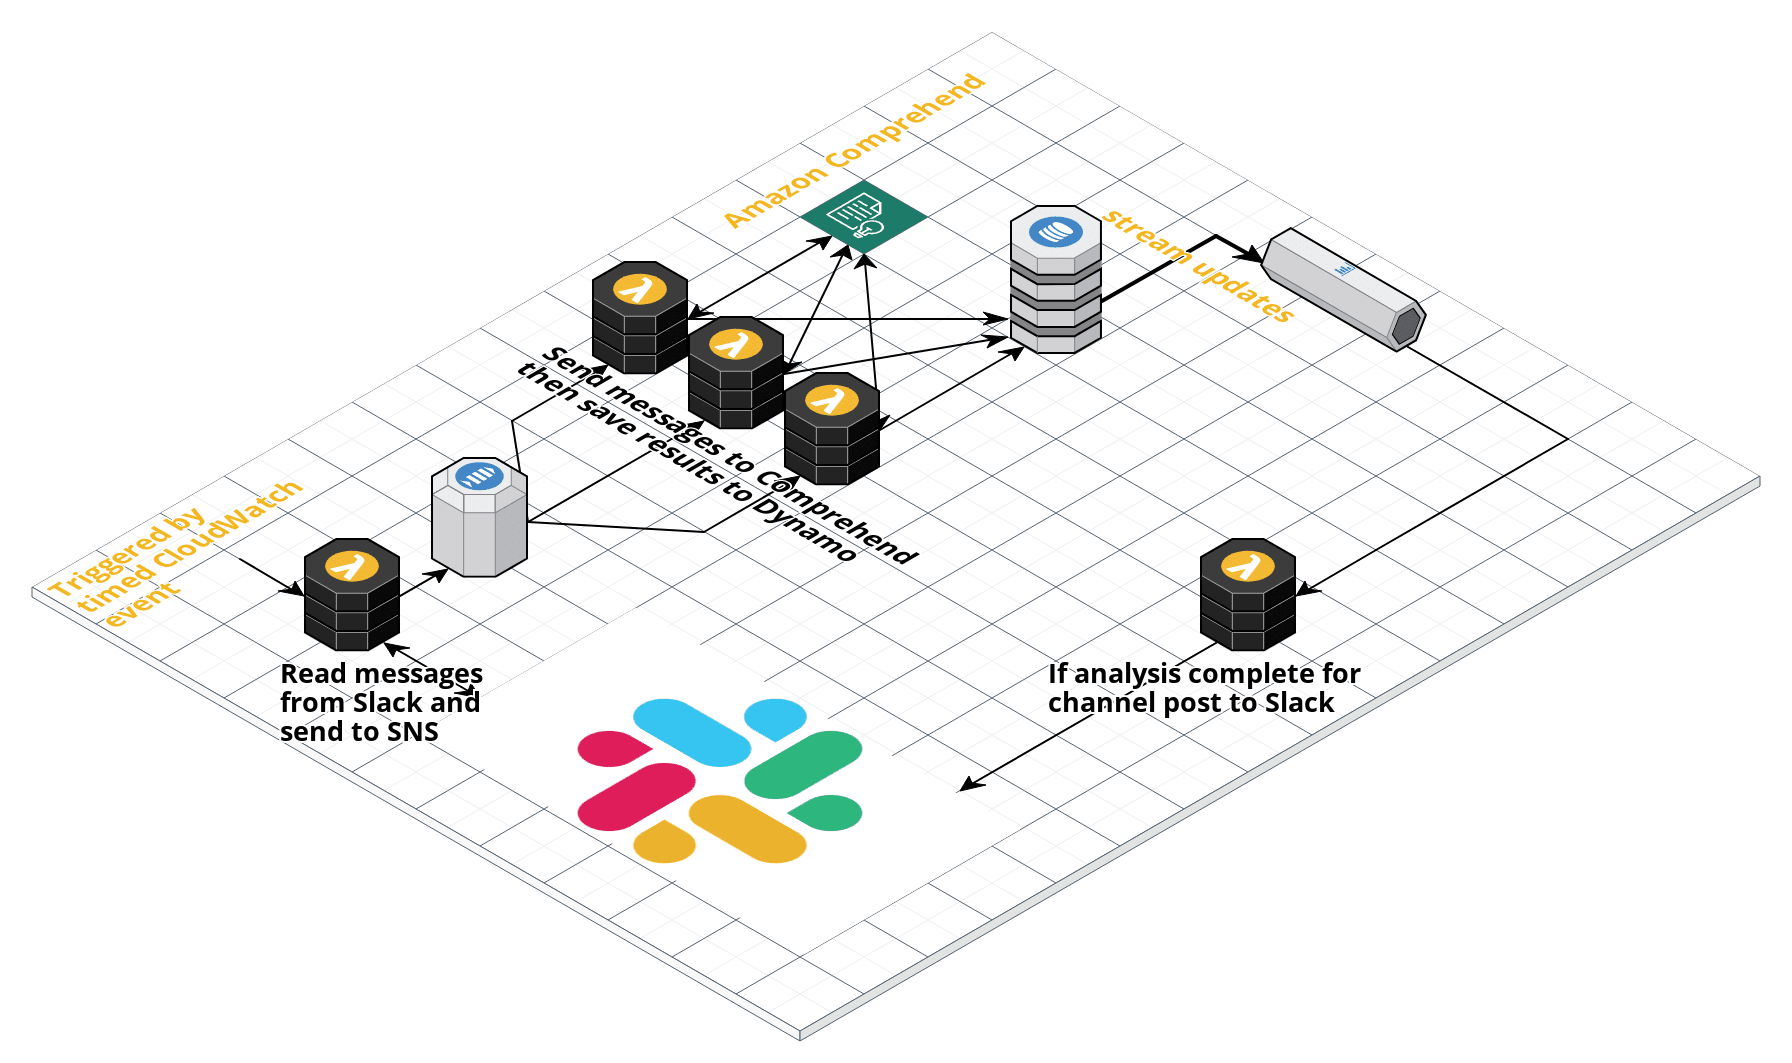 Amazon Comprehend
stream updates
Send messages to Comprehend
then save results to Dynamo
Triggered by
timed CloudWatch
event
Read messages
from Slack and
send to SNS
If analysis complete for
channel post to Slack